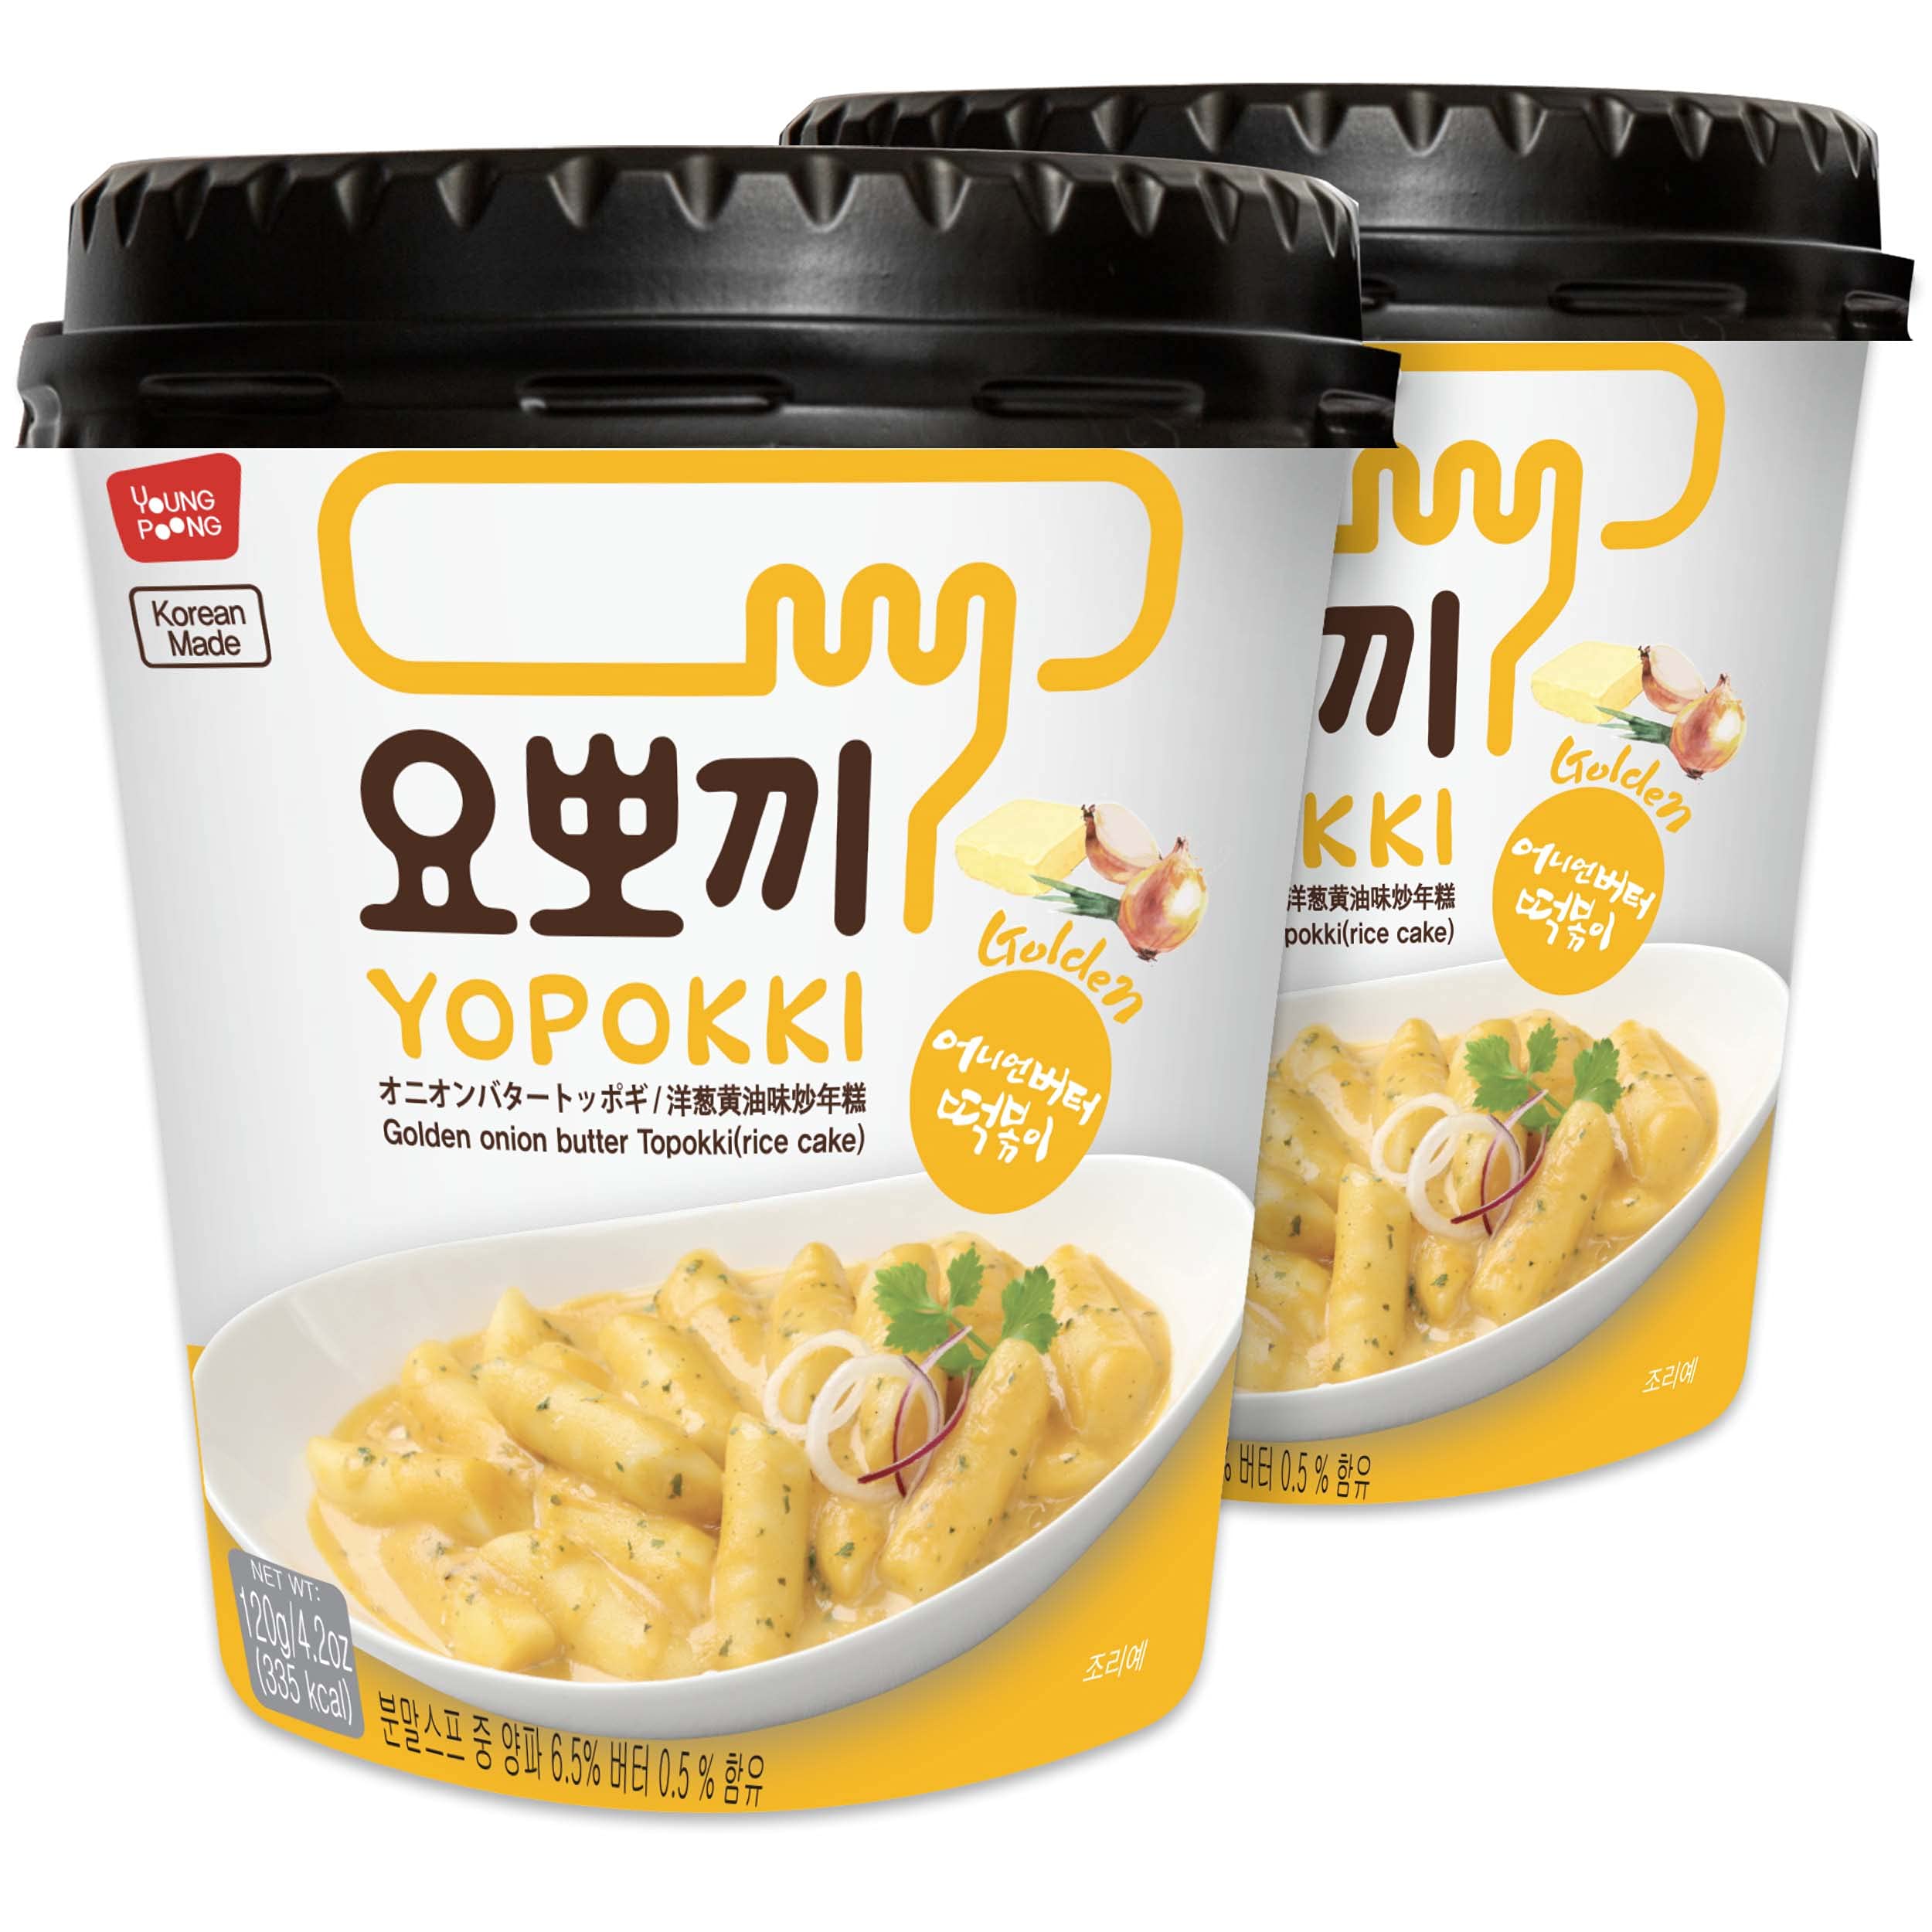 YOUNG
POONG
Korean
Made
요뽀끼
YOPOKKI
オニオンバタートッポギ/洋葱黄油味炒年糕
Golden onion butter Topokki(rice cake)
Golden
어니언버터
떡볶이
NET WT:
120g/4.2oz
(335 kcal)
조리예
분말스프 중 양파 6.5% 버터 0.5 % 함유
끼
KKI
洋葱黄油味炒年糕
pokki(rice cake)
Golden
어니언버터
떡볶이
조리예
% 버터 0.5 % 함유